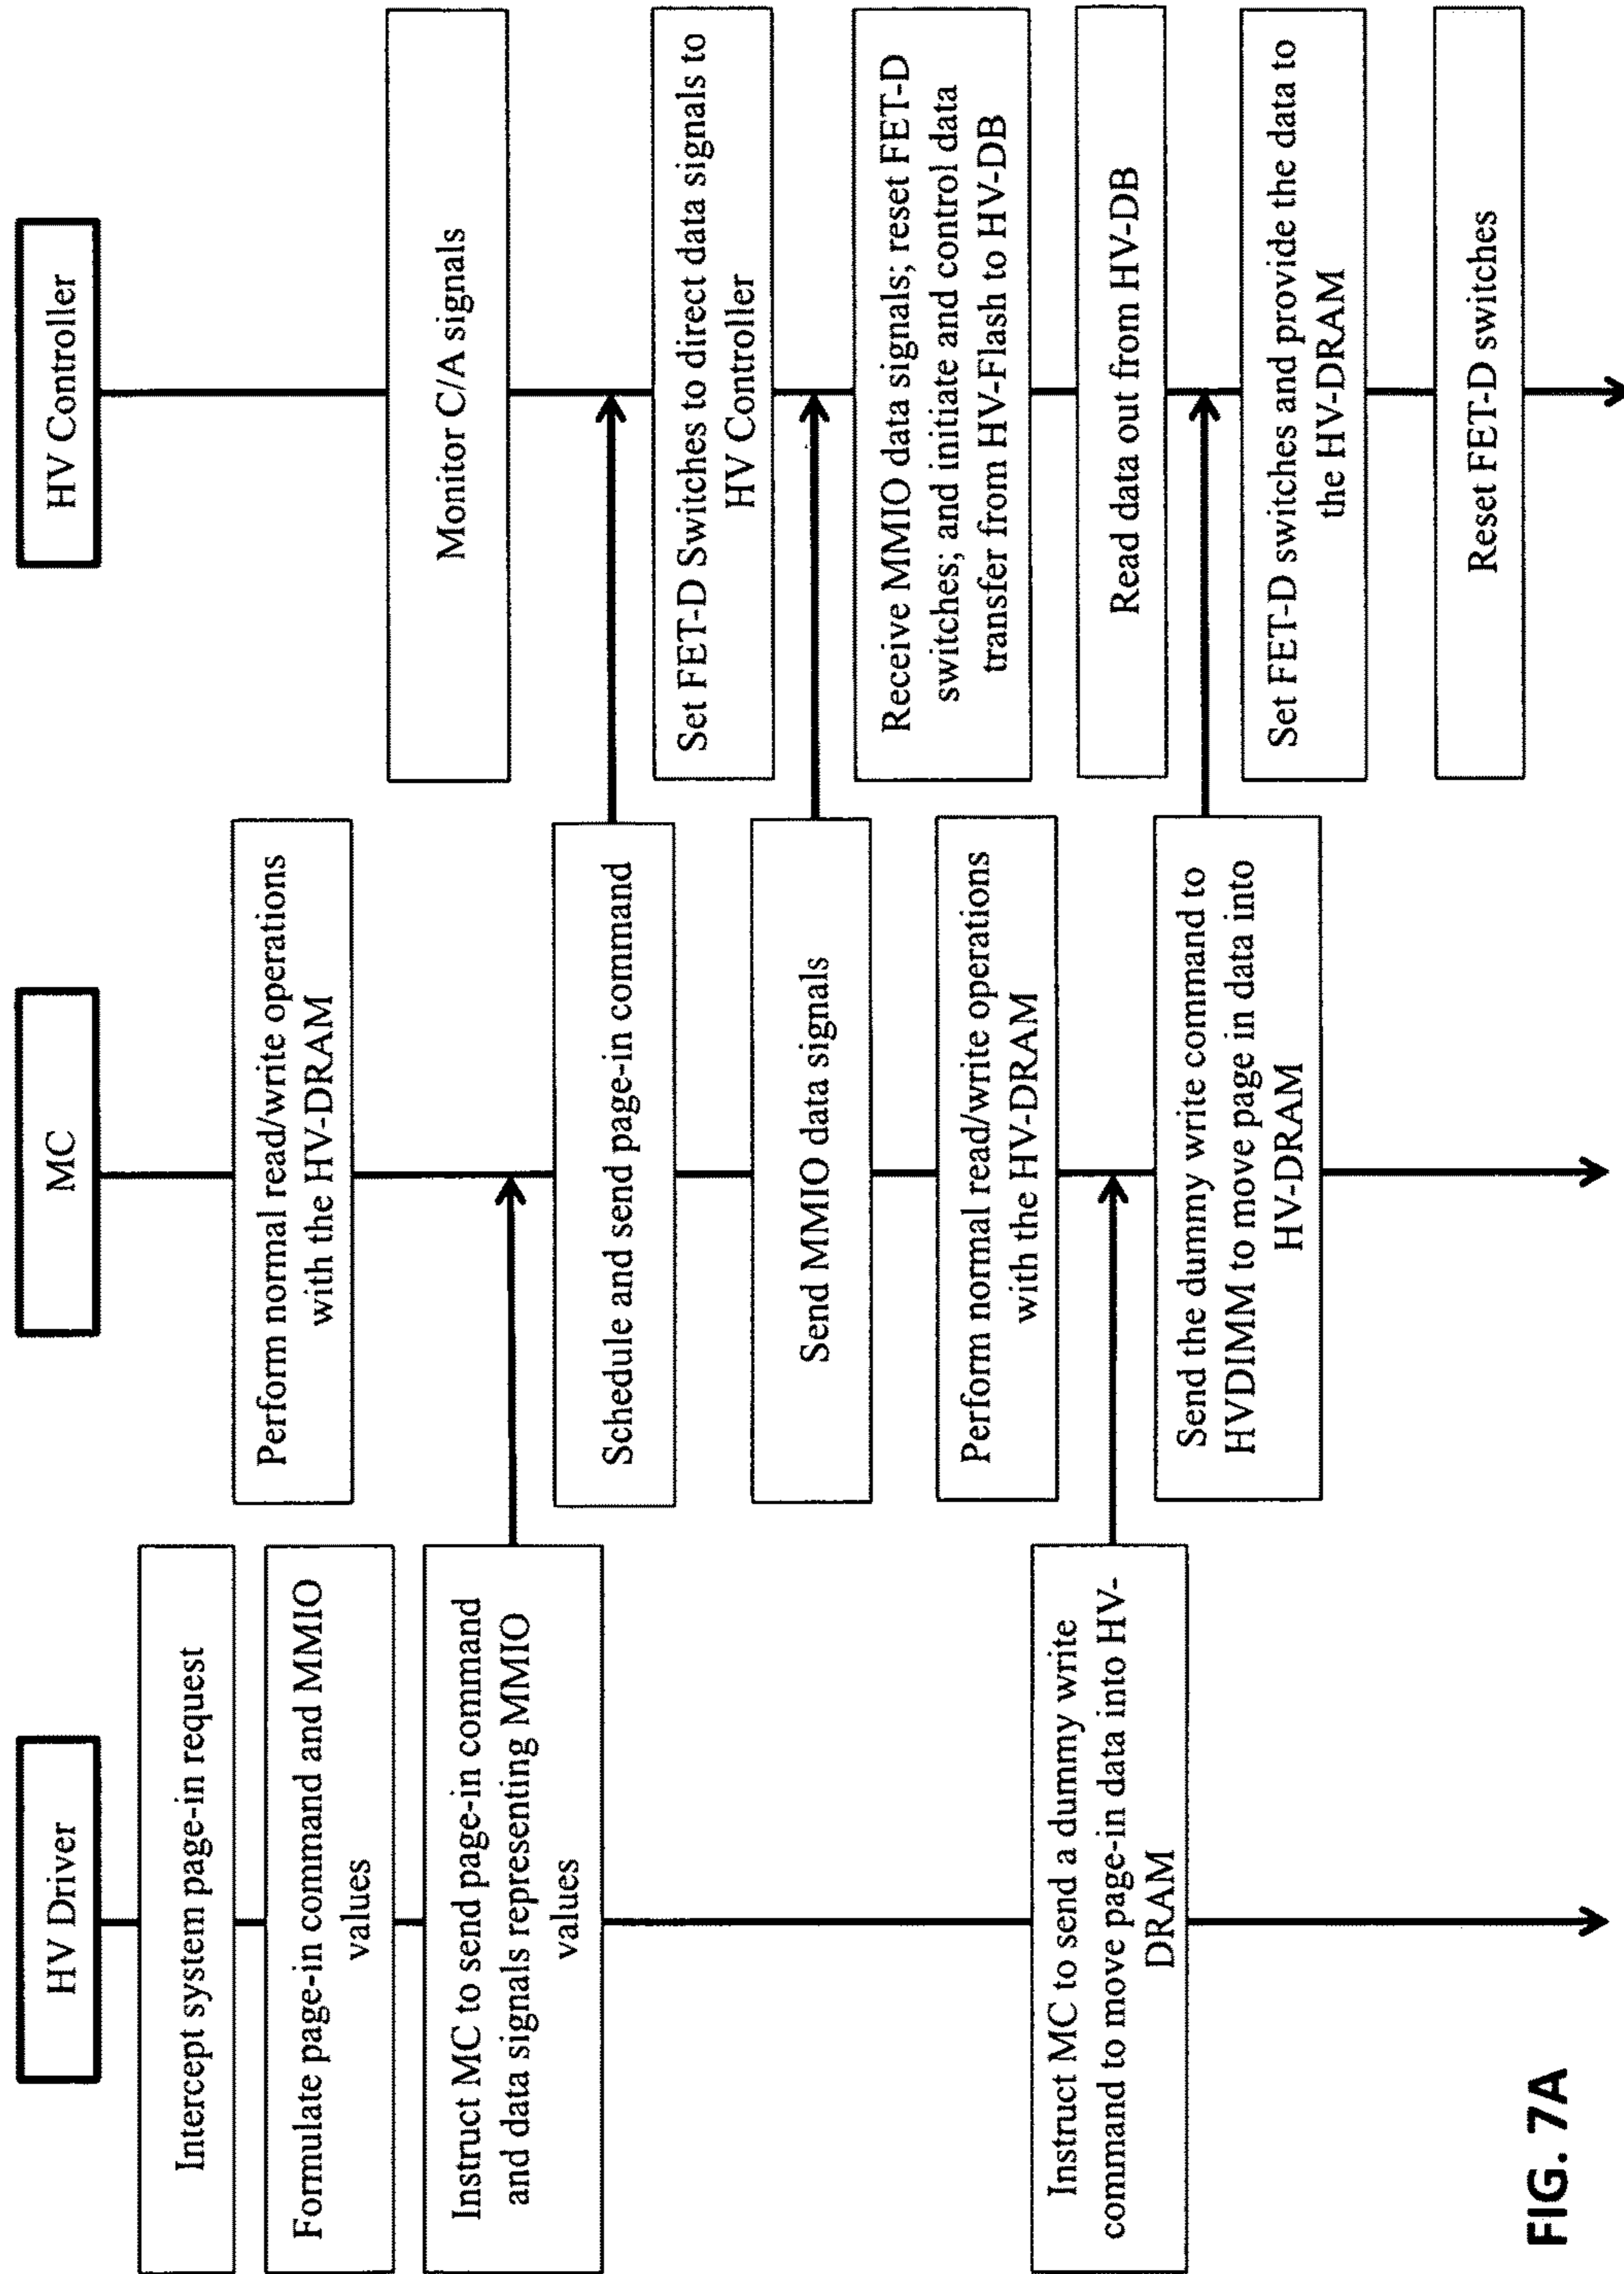 HV Driver
Intercept system page-in request
Formulate page-in command and MMIO
values
Instruct MC to send page-in command
and data signals representing MMIO
values
Instruct MC to send a dummy write
command to move page-in data into HV-
DRAM
MC
Perform normal read/write operations
with the HV-DRAM
Schedule and send page-in command
Send MMIO data signals
Perform normal read/write operations
with the HV-DRAM
Send the dummy write command to
HVDIMM to move page in data into
HV-DRAM
HV Controller
Monitor C/A signals
Set FET-D Switches to direct data signals to
HV Controller
Receive MMIO data signals; reset FET-D
switches; and initiate and control data
transfer from HV-Flash to HV-DB
Read data out from HV-DB
Set FET-D switches and provide the data to
the HV-DRAM
Reset FET-D switches
FIG. 7A